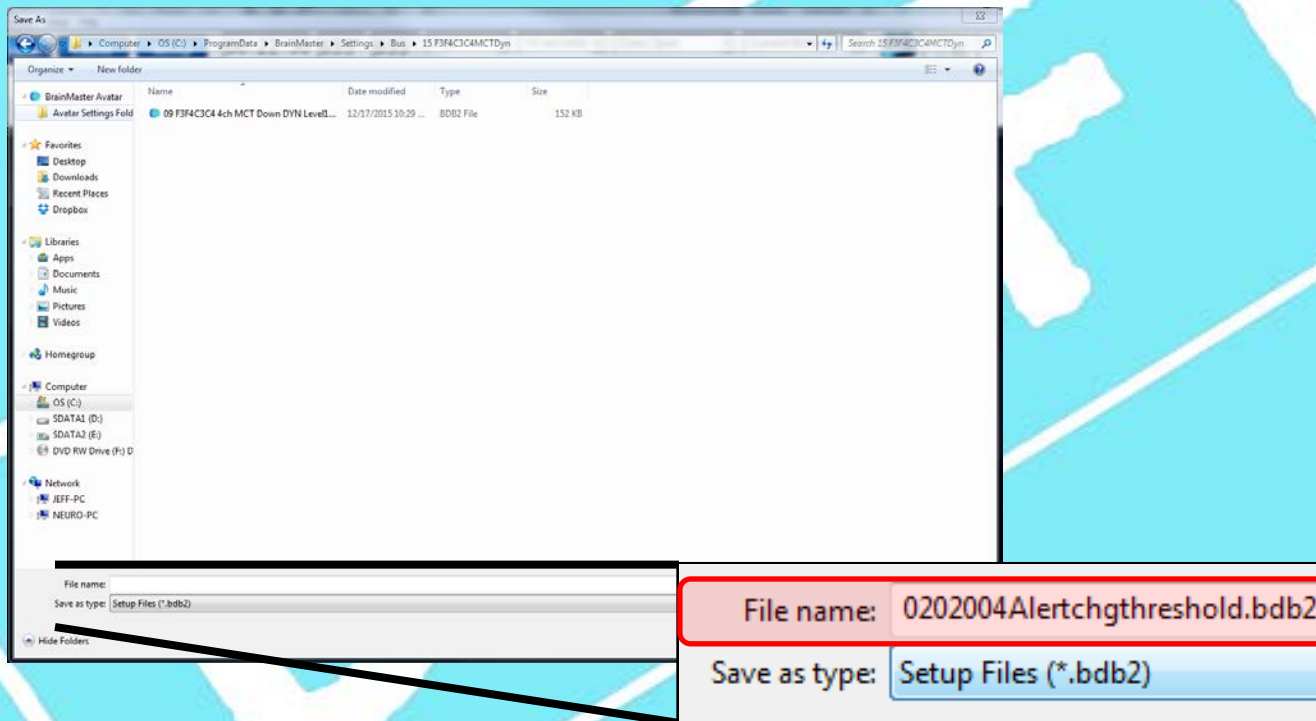 Save As
Computer ▸ OS (C:) ▸ ProgramData ▸ BrainMaster ▸ Settings ▸ Bus ▸ 15 F3F4C3C4MCTDyn
Search 15 F3F4C3C4MCTDyn
Organize New folder
Name Date modified Type Size
BrainMaster Avatar
Avatar Settings Fold
09 F3F4C3C4 4ch MCT Down DYN Level1... 12/17/2015 10:29 ... BDB2 File 152 KB
Favorites
Desktop
Downloads
Recent Places
Dropbox
Libraries
Apps
Documents
Music
Pictures
Videos
Homegroup
Computer
OS (C:)
SDATA1 (D:)
SDATA2 (E:)
DVD RW Drive (F:) D
Network
JEFF-PC
NEURO-PC
File name:
Save as type: Setup Files (*.bdb2)
Hide Folders
File name: 0202004Alertchgthreshold.bdb2
Save as type: Setup Files (*.bdb2)